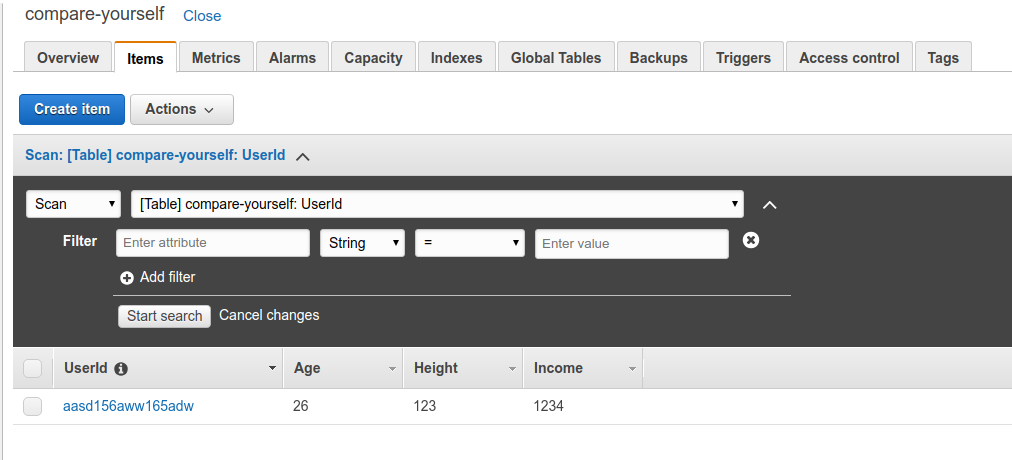 compare-yourself Close
Overview Items Metrics Alarms Capacity Indexes Global Tables Backups Triggers Access control Tags
Create item Actions
Scan: [Table] compare-yourself: UserId
Scan [Table] compare-yourself: UserId
Filter Enter attribute String = Enter value
Add filter
Start search Cancel changes
UserId Age Height Income
aasd156aww165adw 26 123 1234